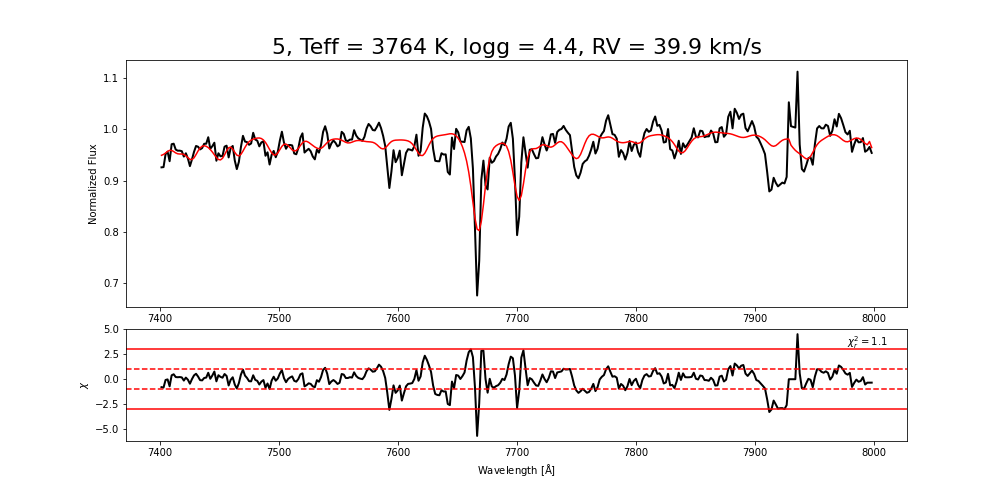 5, Teff = 3764 K, logg = 4.4, RV = 39.9 km/s
1.1
1.0
0.9
0.8
0.7
Normalized Flux
7400 7500 7600 7700 7800 7900 8000
5.0
2.5
0.0
−2.5
−5.0
χ
χ²ᵣ = 1.1
7400 7500 7600 7700 7800 7900 8000
Wavelength [Å]